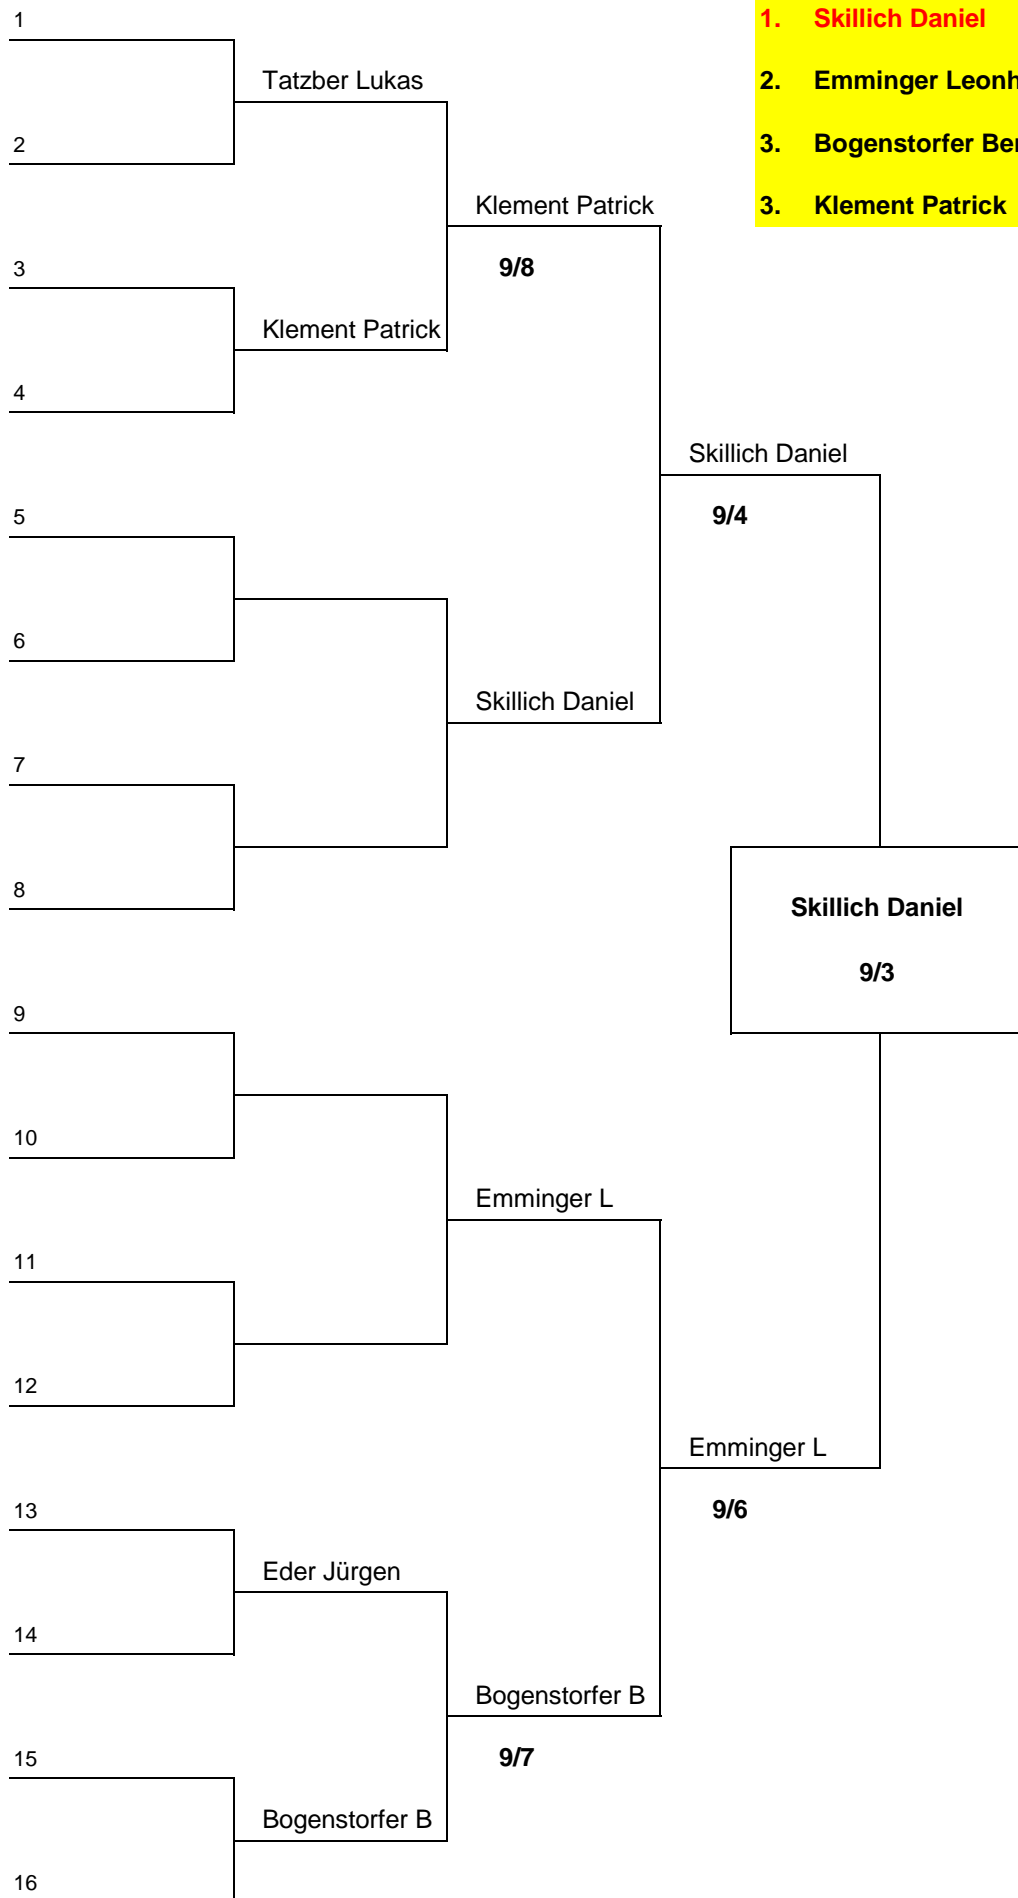 1
1. Skillich Daniel
Tatzber Lukas
2. Emminger Leonh
2
3. Bogenstorfer Ber
Klement Patrick
3. Klement Patrick
3
9/8
Klement Patrick
4
Skillich Daniel
5
9/4
6
Skillich Daniel
7
8
Skillich Daniel
9/3
9
10
Emminger L
11
12
Emminger L
13
9/6
Eder Jürgen
14
Bogenstorfer B
15
9/7
Bogenstorfer B
16